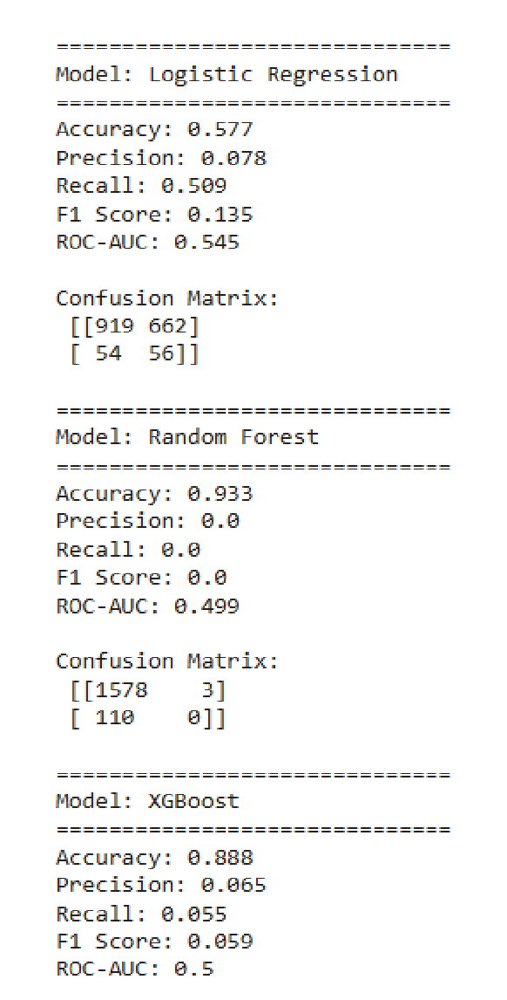 ==============================
Model: Logistic Regression
==============================
Accuracy: 0.577
Precision: 0.078
Recall: 0.509
F1 Score: 0.135
ROC-AUC: 0.545
Confusion Matrix:
[[919 662]
[ 54  56]]
==============================
Model: Random Forest
==============================
Accuracy: 0.933
Precision: 0.0
Recall: 0.0
F1 Score: 0.0
ROC-AUC: 0.499
Confusion Matrix:
[[1578    3]
[ 110    0]]
==============================
Model: XGBoost
==============================
Accuracy: 0.888
Precision: 0.065
Recall: 0.055
F1 Score: 0.059
ROC-AUC: 0.5